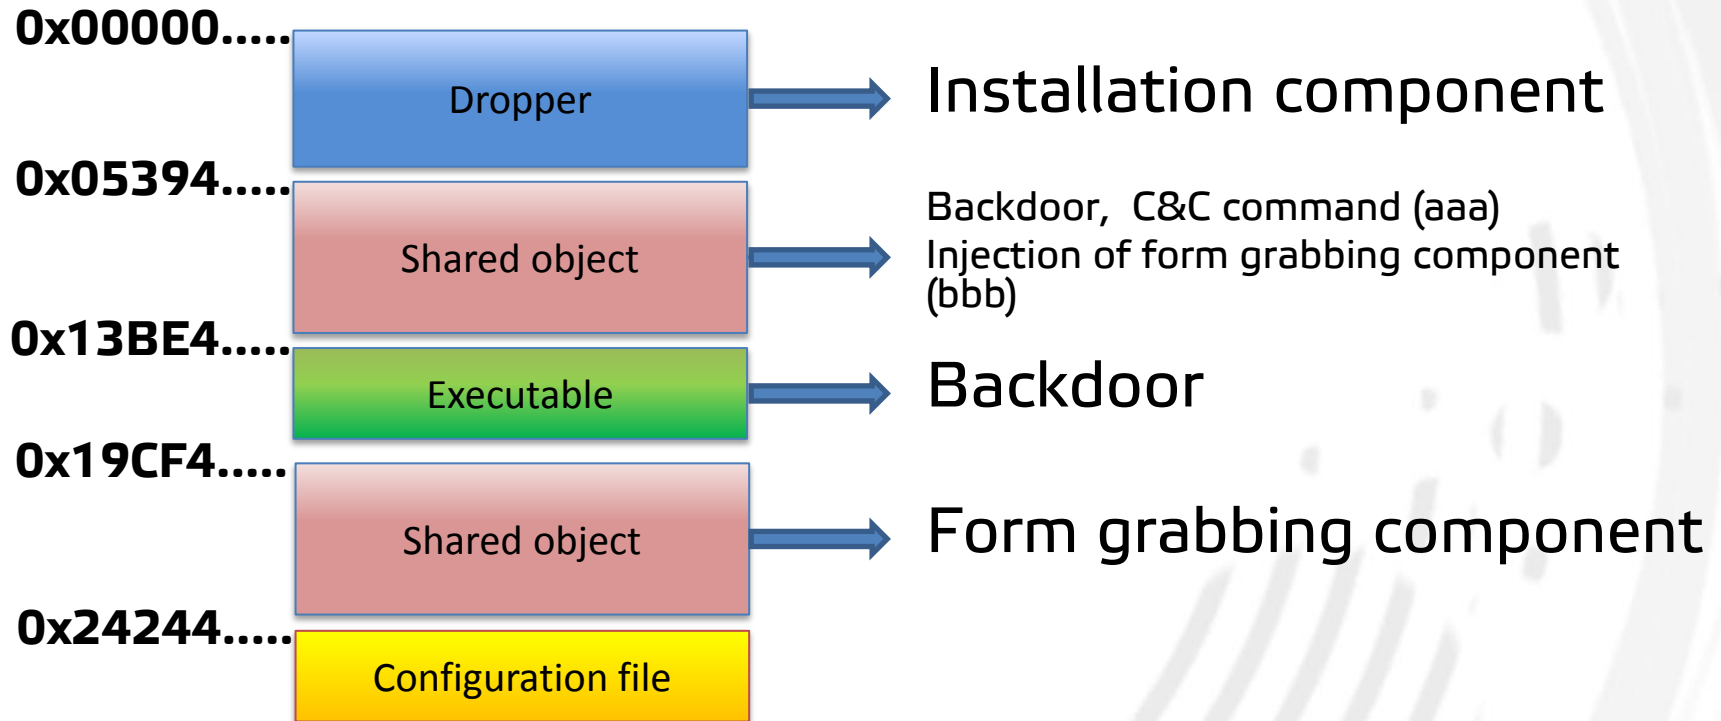 0x00000.....
Dropper
Installation component
0x05394.....
Shared object
Backdoor,  C&C command (aaa)
Injection of form grabbing component
(bbb)
0x13BE4.....
Executable
Backdoor
0x19CF4.....
Shared object
Form grabbing component
0x24244.....
Configuration file